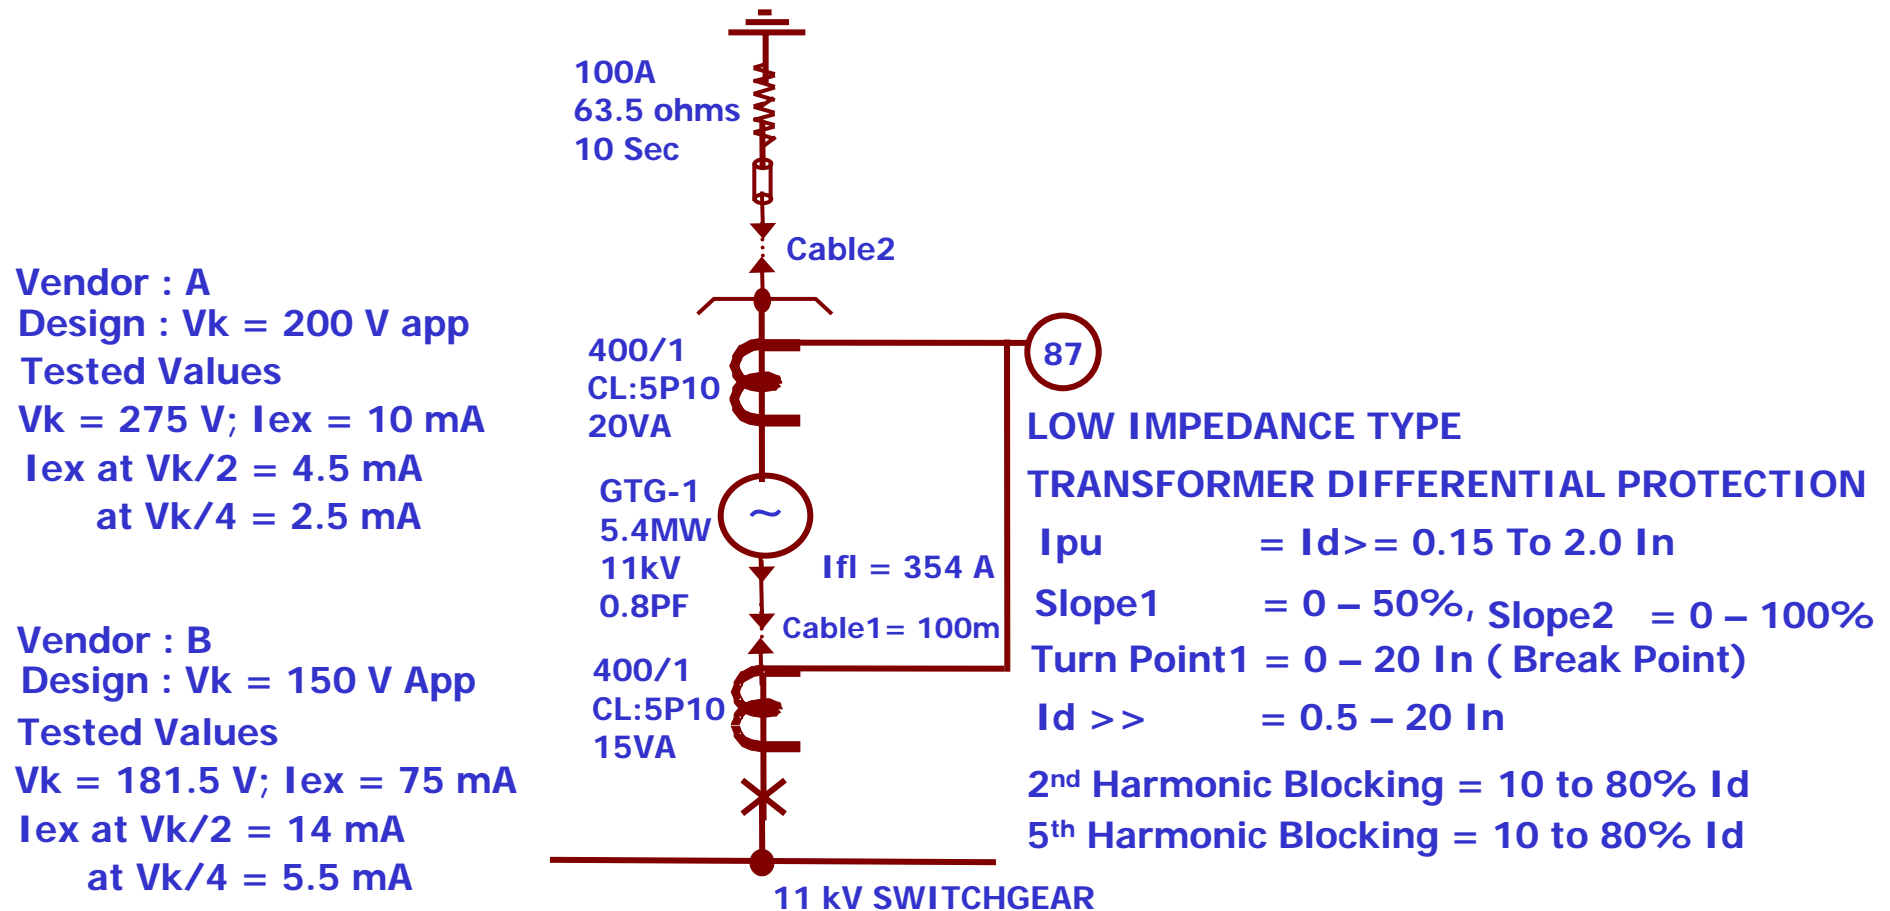 100A
63.5 ohms
10 Sec
Cable2
Vendor : A
Design : Vk = 200 V app
Tested Values
Vk = 275 V; Iex = 10 mA
Iex at Vk/2 = 4.5 mA
at Vk/4 = 2.5 mA
400/1
CL:5P10
20VA
87
GTG-1
5.4MW
11kV
0.8PF
~
Ifl = 354 A
Cable1= 100m
LOW IMPEDANCE TYPE
TRANSFORMER DIFFERENTIAL PROTECTION
Ipu = Id>= 0.15 To 2.0 In
Slope1 = 0 – 50%, Slope2 = 0 – 100%
Turn Point1 = 0 – 20 In ( Break Point)
Id >> = 0.5 – 20 In
2nd Harmonic Blocking = 10 to 80% Id
5th Harmonic Blocking = 10 to 80% Id
Vendor : B
Design : Vk = 150 V App
Tested Values
Vk = 181.5 V; Iex = 75 mA
Iex at Vk/2 = 14 mA
at Vk/4 = 5.5 mA
400/1
CL:5P10
15VA
11 kV SWITCHGEAR